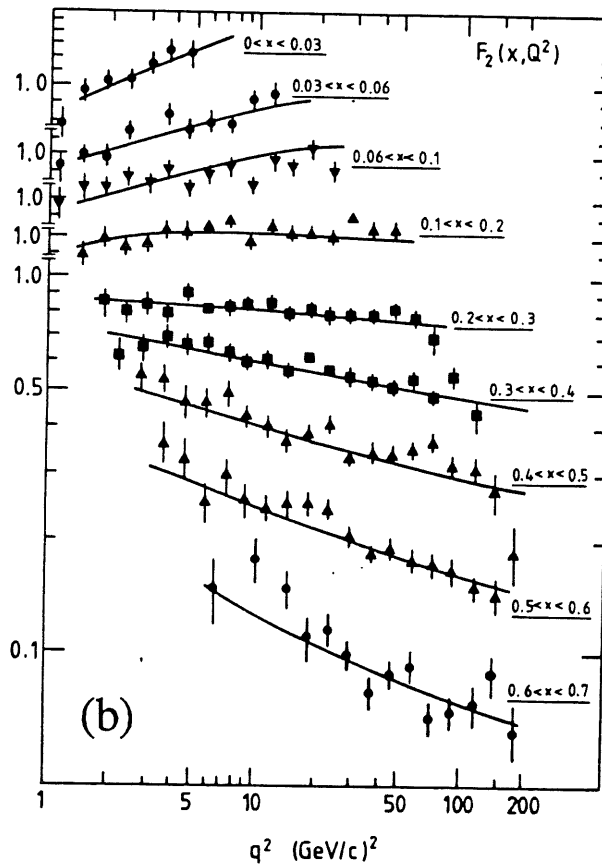 F₂(x,Q²)
0<x<0.03
1.0
0.03<x<0.06
1.0
0.06<x<0.1
1.0
0.1<x<0.2
1.0
1.0
0.2<x<0.3
0.3<x<0.4
0.5
0.4<x<0.5
0.5<x<0.6
0.1
0.6<x<0.7
(b)
1 5 10 50 100 200
q² (GeV/c)²